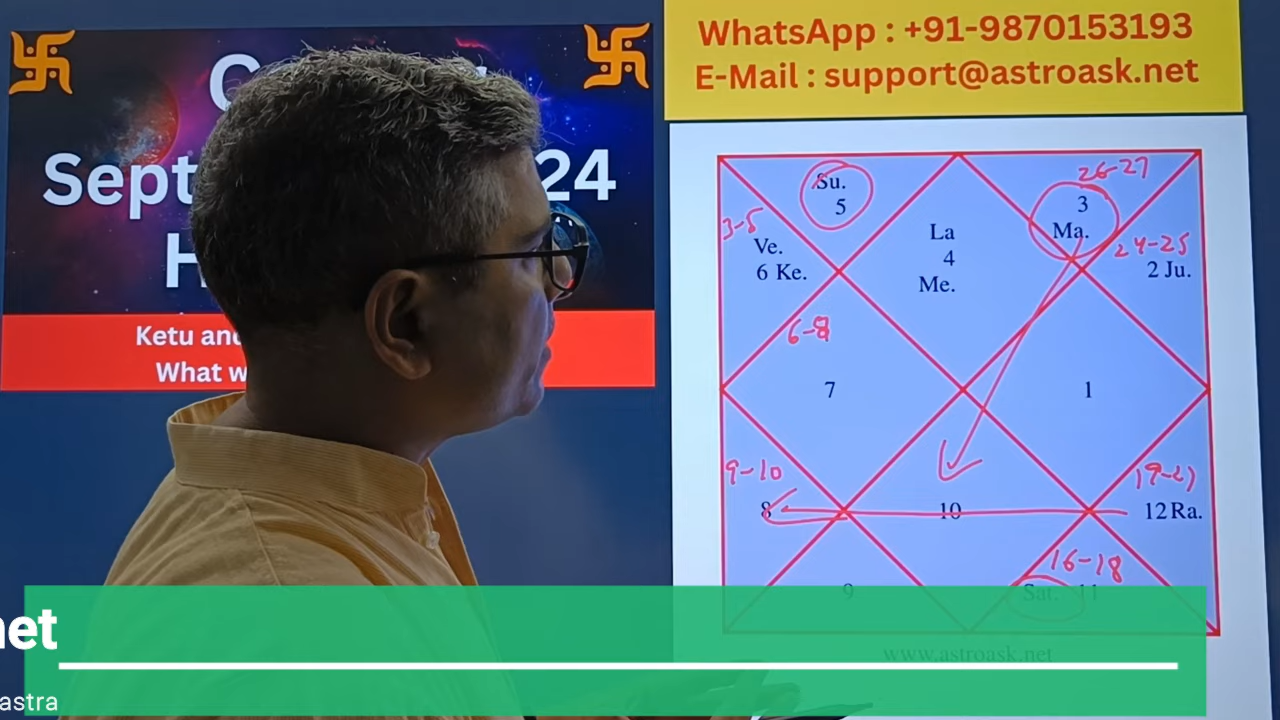 WhatsApp : +91-9870153193
E-Mail : support@astroask.net
Sept 24
H
Ketu and
What w
Su.
5
26-27
3
Ma.
3-5
Ve.
6 Ke.
La
4
Me.
24-25
2 Ju.
6-8
7
1
9-10
8
10
19-21
12 Ra.
16-18
9
Sat. 11
www.astroask.net
net
astra